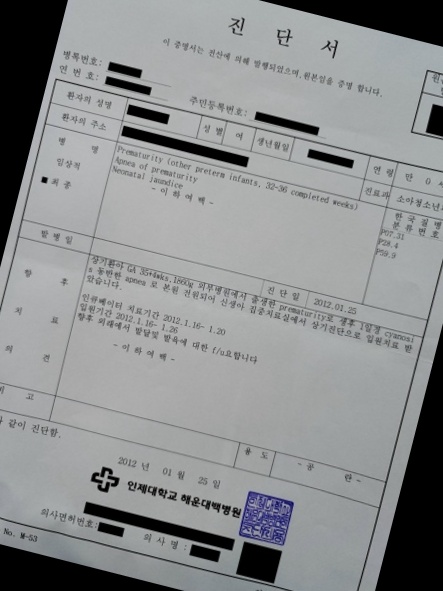 진 단 서
이 증명서는 전산에 의해 발행되었으며, 원본임을 증명 합니다.
병록번호:
연 번 호:
주민등록번호:
환자의 성명
성 별 여
생년월일
연 령 만 0 세
환자의 주소
진료과 소아청소년
병 명
임상적
■ 최 종
Prematurity (other preterm infants, 32-36 completed weeks)
Apnea of prematurity
Neonatal jaundice
- 이 하 여 백 -
한 국 질 병
분 류 번 호
P07.31
P28.4
P59.9
발 병 일
진 단 일 2012.01.25
향 후 치 료 의 견
상기환아 GA 35+4wks, 1860g 외부병원에서 출생한 prematurity로 생후 1일경 cyanosi
s 동반한 apnea 로 본원 전원되어 신생아 집중치료실에서 상기진단으로 입원치료 받
았습니다.
인큐베이터 치료기간 2012.1.16- 1.20
입원기간 2012.1.16- 1.26
향후 외래에서 발달및 발육에 대한 f/u요합니다
- 이 하 여 백 -
비 고
용 도
- 공 란 -
같이 진단함.
2012 년 01 월 25 일
인제대학교 해운대백병원
의사면허번호:
의 사 명 :
No. M-53